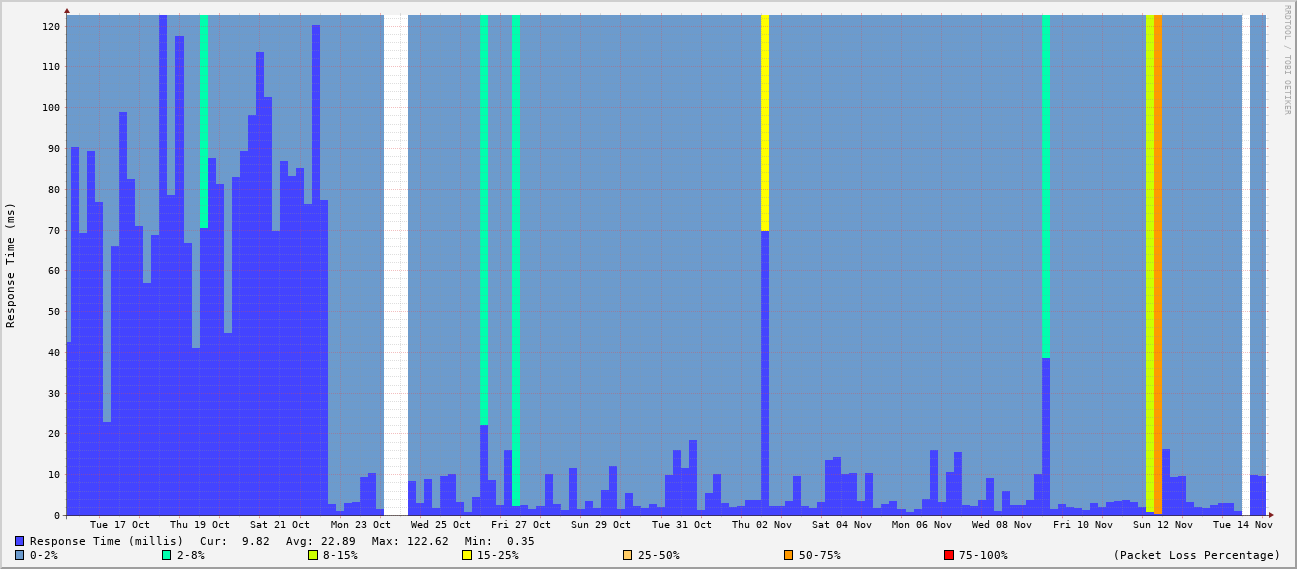 RRDTOOL / TOBI OETIKER
Response Time (ms)
120
110
100
90
80
70
60
50
40
30
20
10
0
Tue 17 Oct Thu 19 Oct Sat 21 Oct Mon 23 Oct Wed 25 Oct Fri 27 Oct Sun 29 Oct Tue 31 Oct Thu 02 Nov Sat 04 Nov Mon 06 Nov Wed 08 Nov Fri 10 Nov Sun 12 Nov Tue 14 Nov
Response Time (millis) Cur: 9.82 Avg: 22.89 Max: 122.62 Min: 0.35
0-2% 2-8% 8-15% 15-25% 25-50% 50-75% 75-100% (Packet Loss Percentage)